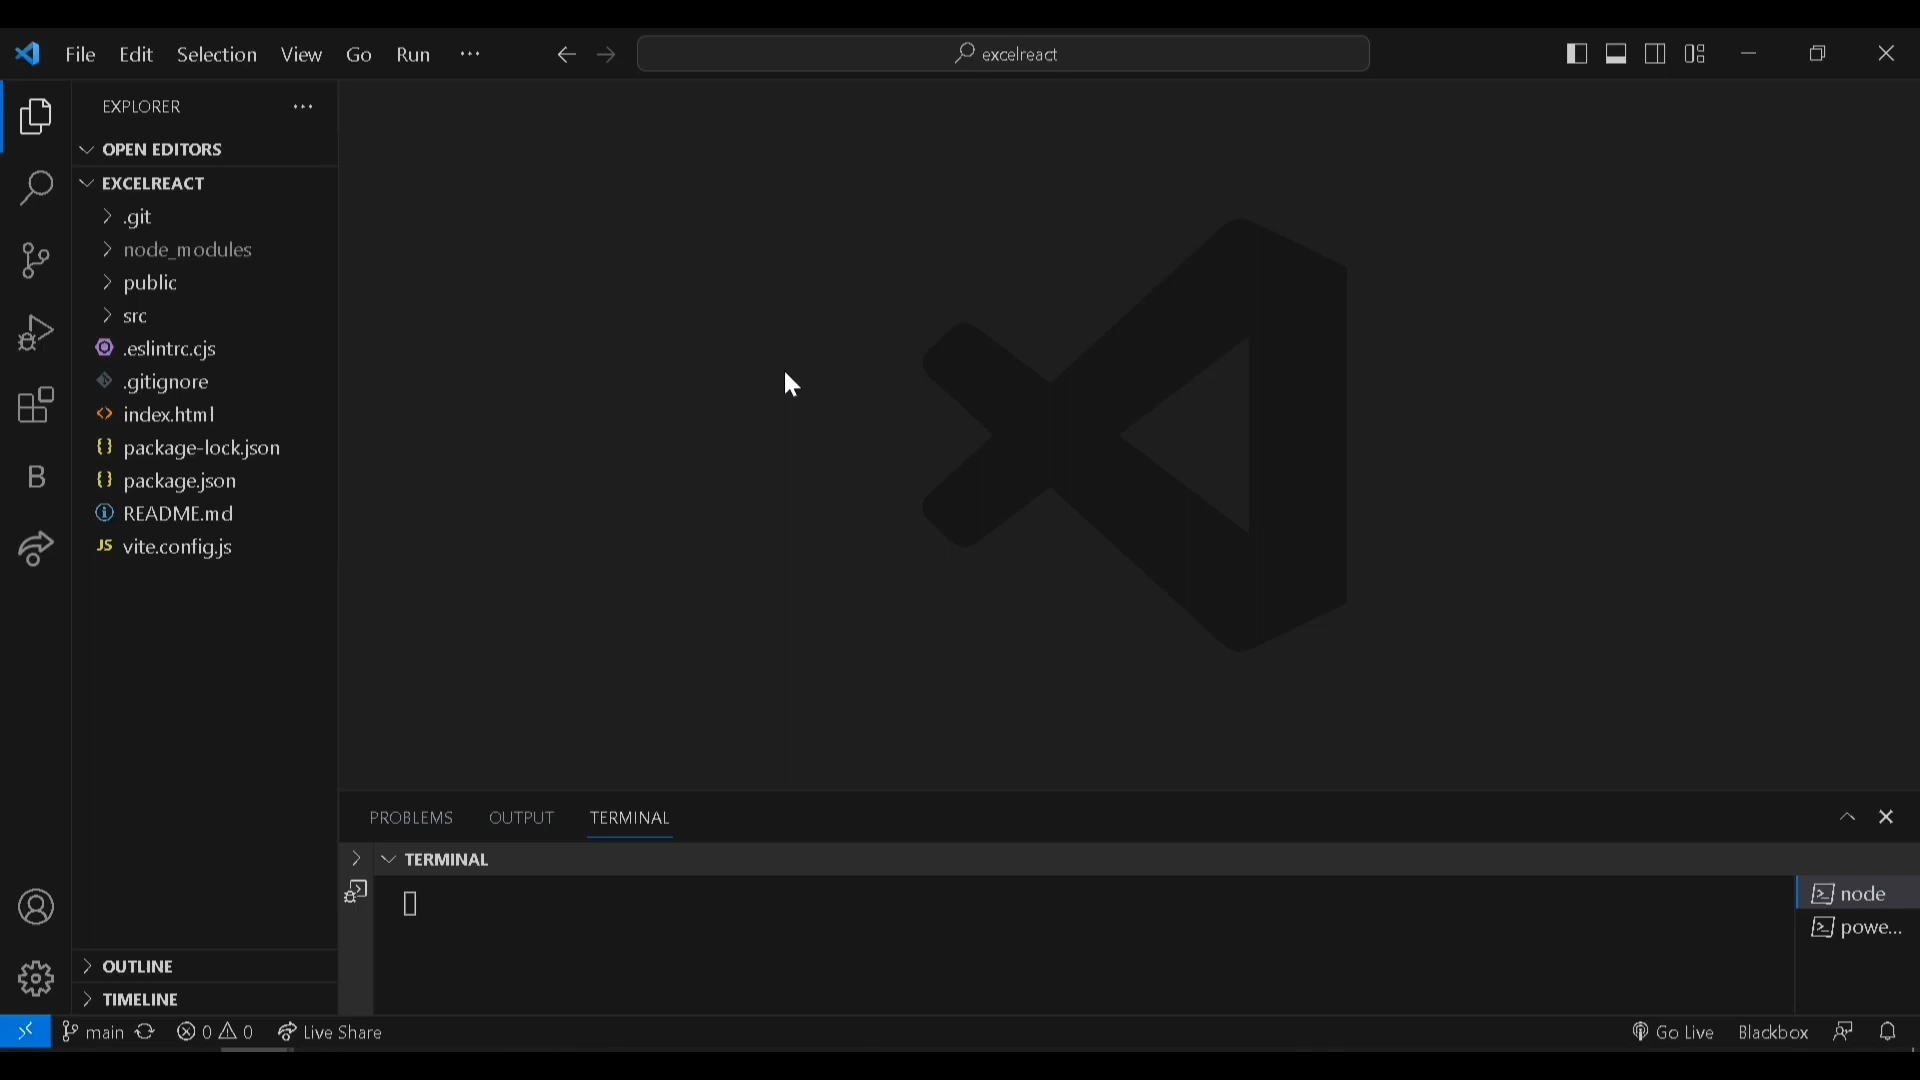 File Edit Selection View Go Run ···
excelreact
EXPLORER ···
OPEN EDITORS
EXCELREACT
.git
node_modules
public
src
.eslintrc.cjs
.gitignore
<> index.html
{} package-lock.json
{} package.json
README.md
JS vite.config.js
B
OUTLINE
TIMELINE
PROBLEMS OUTPUT TERMINAL
TERMINAL
node
powe...
main 0 0 Live Share Go Live Blackbox